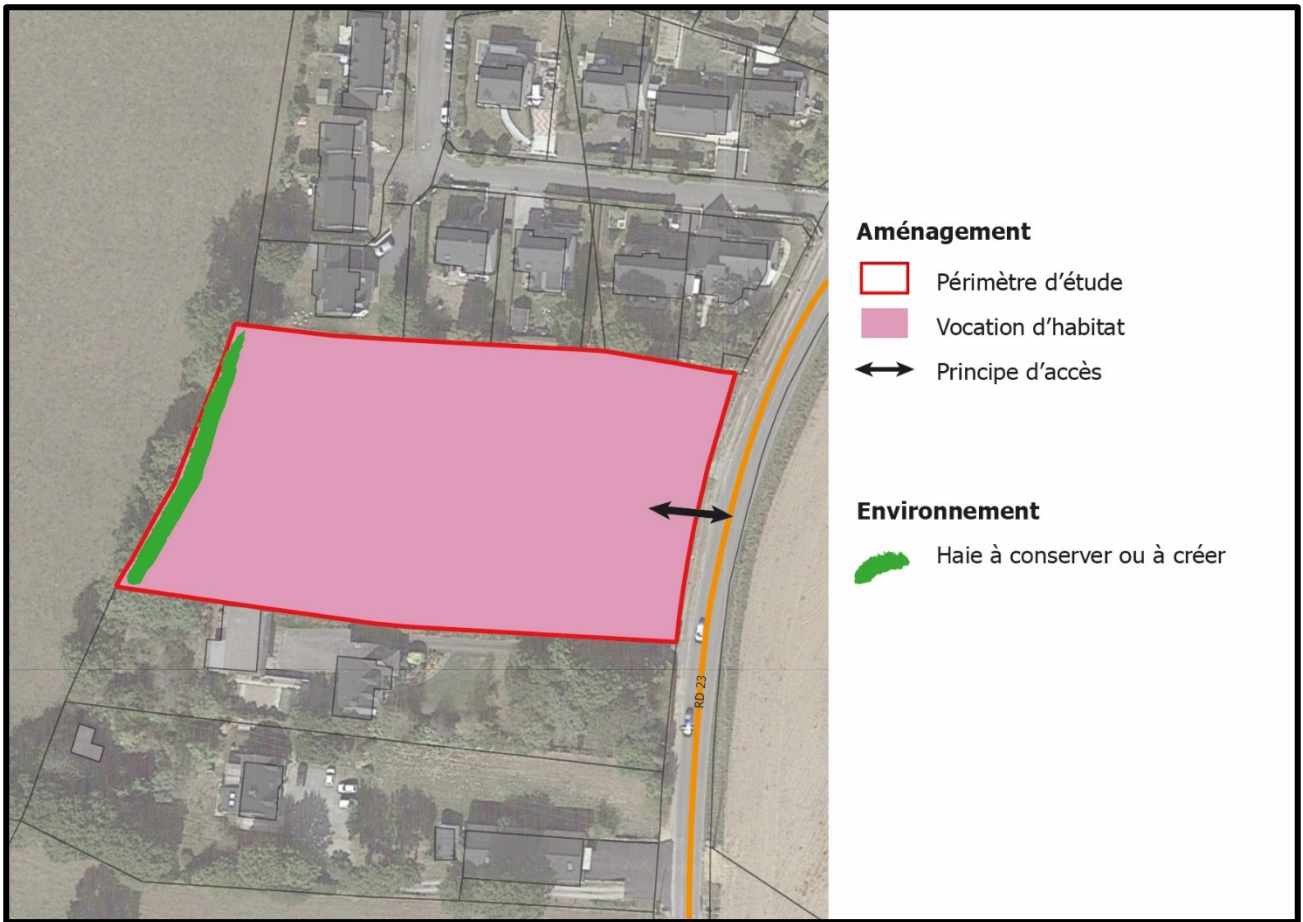 Aménagement
Périmètre d'étude
Vocation d'habitat
Principe d'accès
Environnement
Haie à conserver ou à créer
RD 23